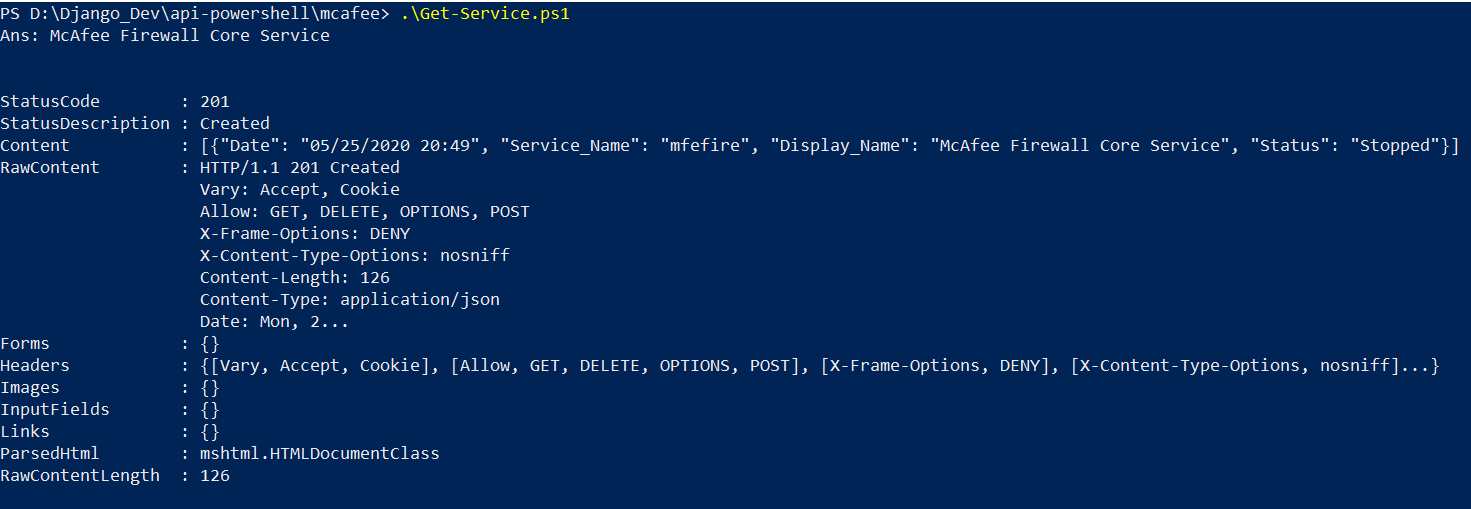 PS D:\Django_Dev\api-powershell\mcafee> .\Get-Service.ps1
Ans: McAfee Firewall Core Service
StatusCode        : 201
StatusDescription : Created
Content           : [{"Date": "05/25/2020 20:49", "Service_Name": "mfefire", "Display_Name": "McAfee Firewall Core Service", "Status": "Stopped"}]
RawContent        : HTTP/1.1 201 Created
                    Vary: Accept, Cookie
                    Allow: GET, DELETE, OPTIONS, POST
                    X-Frame-Options: DENY
                    X-Content-Type-Options: nosniff
                    Content-Length: 126
                    Content-Type: application/json
                    Date: Mon, 2...
Forms             : {}
Headers           : {[Vary, Accept, Cookie], [Allow, GET, DELETE, OPTIONS, POST], [X-Frame-Options, DENY], [X-Content-Type-Options, nosniff]...}
Images            : {}
InputFields       : {}
Links             : {}
ParsedHtml        : mshtml.HTMLDocumentClass
RawContentLength  : 126